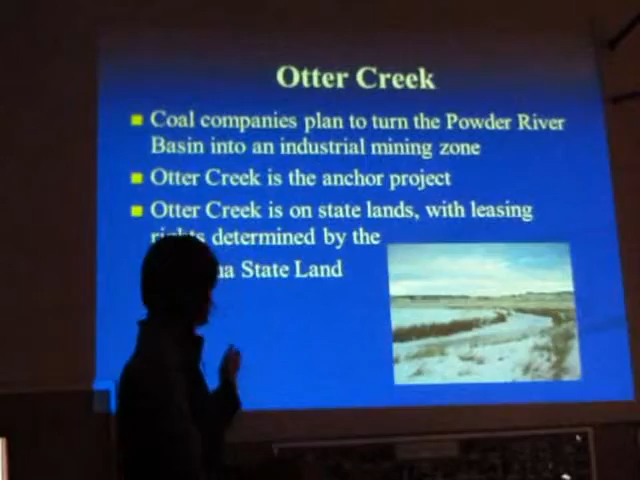 Otter Creek
Coal companies plan to turn the Powder River
Basin into an industrial mining zone
Otter Creek is the anchor project
Otter Creek is on state lands, with leasing
rights determined by the
State Land